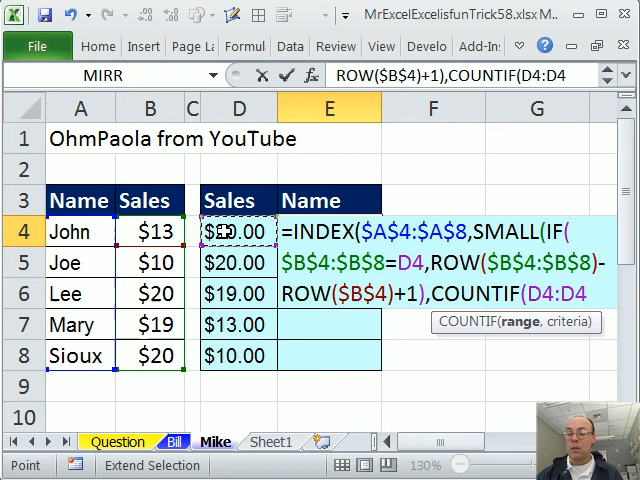 MrExcelExcelisfunTrick58.xlsx M...
File Home Insert Page La Formul Data Review View Develo Add-Ins
MIRR fx ROW($B$4)+1),COUNTIF(D4:D4
A B C D E F G
1 OhmPaola from YouTube
2
3 Name Sales Sales Name
4 John $13 =INDEX($A$4:$A$8,SMALL(IF(
5 Joe $10 $20.00 $B$4:$B$8=D4,ROW($B$4:$B$8)-
6 Lee $20 $19.00 ROW($B$4)+1),COUNTIF(D4:D4
7 Mary $19 $13.00 COUNTIF(range, criteria)
8 Sioux $20 $10.00
9
10
Question Bill Mike Sheet1
Point Extend Selection 130%